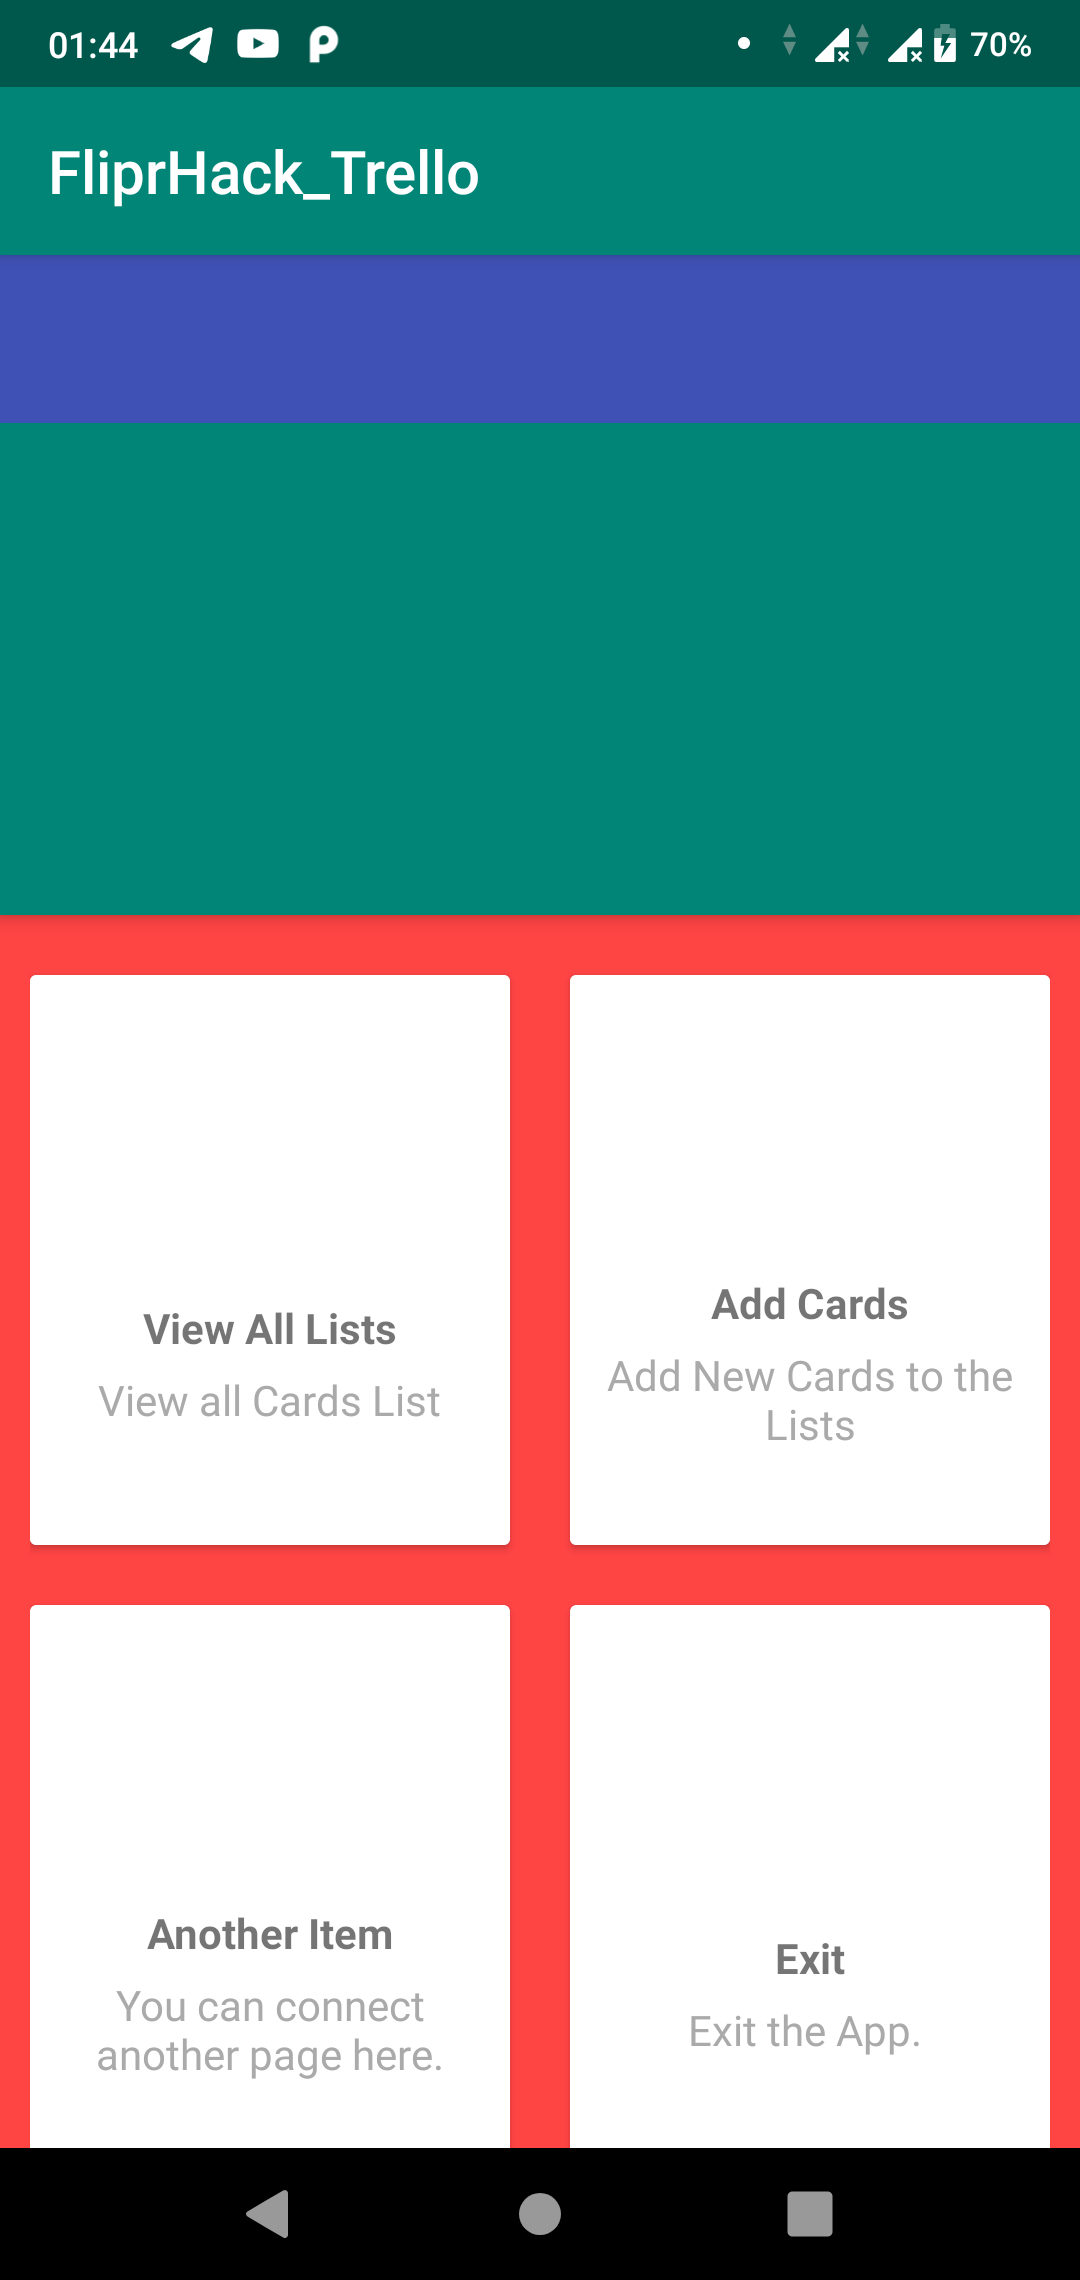 01:44
70%
FliprHack_Trello
View All Lists
View all Cards List
Add Cards
Add New Cards to the
Lists
Another Item
You can connect
another page here.
Exit
Exit the App.